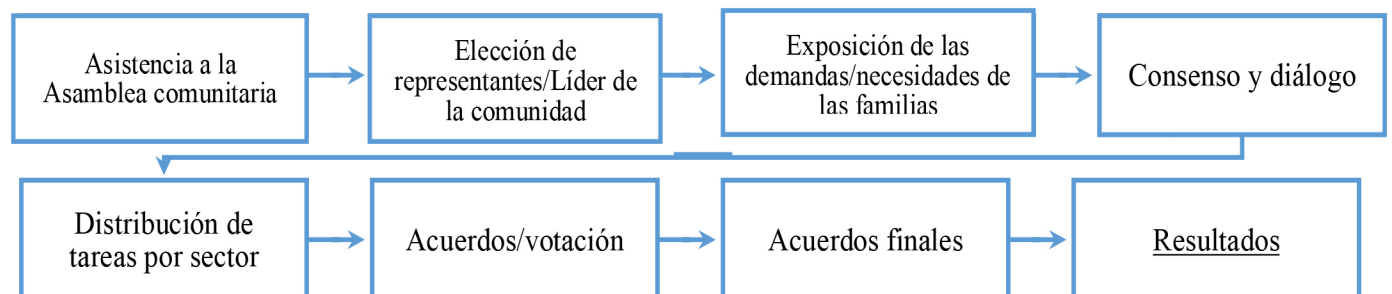 Asistencia a la
Asamblea comunitaria
Elección de
representantes/Líder de
la comunidad
Exposición de las
demandas/necesidades de
las familias
Consenso y diálogo
Distribución de
tareas por sector
Acuerdos/votación
Acuerdos finales
Resultados